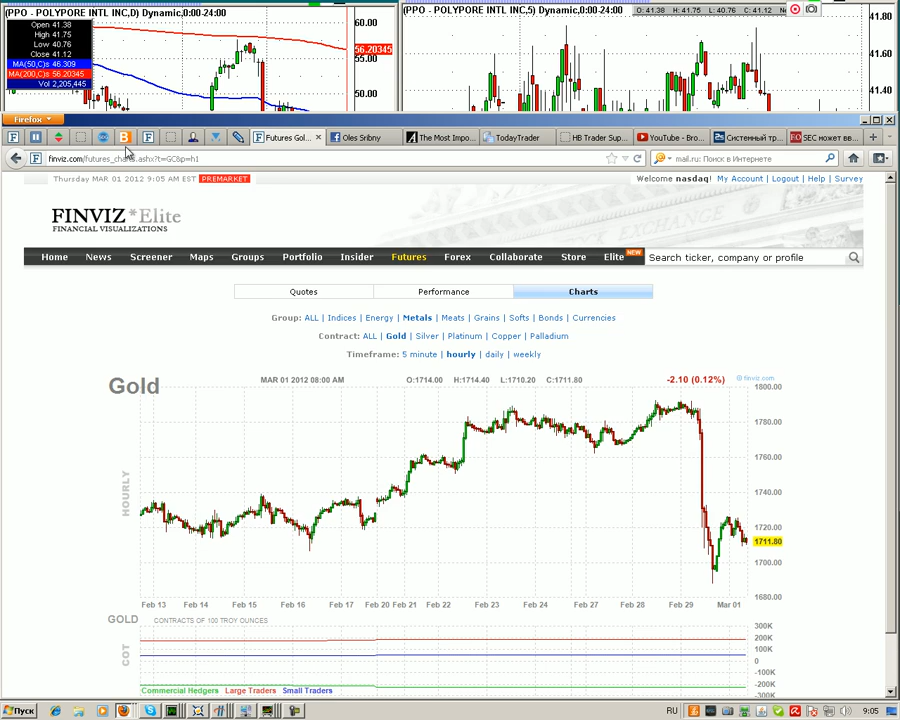 (PPO - POLYPORE INTL INC,D) Dynamic,0:00-24:00
Open 41.38
High 41.75
Low 40.76
Close 41.12
MA(50,C)s 46.309
MA(200,C)s 56.20345
Vol 2,205,445
60.00
56.20345
55.00
50.00
(PPO - POLYPORE INTL INC,5) Dynamic,0:00-24:00
O: 41.38 H: 41.75 L: 40.76 C: 41.12
41.80
41.60
41.40
Firefox
Futures Gol...
Oles Sribny
The Most Impo...
TodayTrader
HB Trader Sup...
YouTube - Bro...
Системный тр...
SEC может вв...
finviz.com/futures_charts.ashx?t=GC&p=h1
mail.ru: Поиск в Интернете
Thursday MAR 01 2012 9:05 AM EST PREMARKET
Welcome nasdaq! My Account | Logout | Help | Survey
FINVIZ*Elite
FINANCIAL VISUALIZATIONS
Home News Screener Maps Groups Portfolio Insider Futures Forex Collaborate Store Elite NEW
Search ticker, company or profile
Quotes Performance Charts
Group: ALL | Indices | Energy | Metals | Meats | Grains | Softs | Bonds | Currencies
Contract: ALL | Gold | Silver | Platinum | Copper | Palladium
Timeframe: 5 minute | hourly | daily | weekly
Gold
MAR 01 2012 08:00 AM O:1714.00 H:1714.40 L:1710.20 C:1711.80 -2.10 (0.12%)
© finviz.com
HOURLY
1800.00
1780.00
1760.00
1740.00
1720.00
1711.80
1700.00
1680.00
Feb 13 Feb 14 Feb 15 Feb 16 Feb 17 Feb 20 Feb 21 Feb 22 Feb 23 Feb 24 Feb 27 Feb 28 Feb 29 Mar 01
GOLD CONTRACTS OF 100 TROY OUNCES
COT
300K
200K
100K
0
-100K
-200K
-300K
Commercial Hedgers Large Traders Small Traders
Пуск
RU
9:05